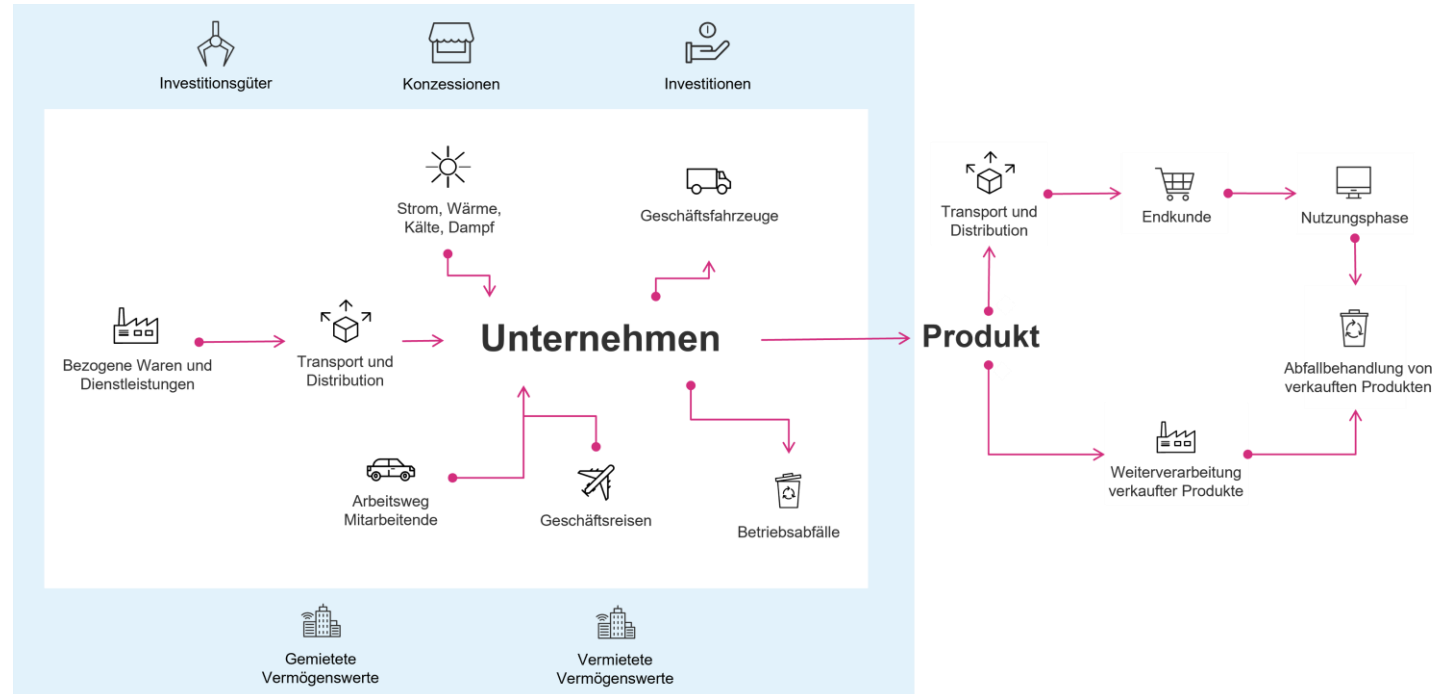 Investitionsgüter
Konzessionen
Investitionen
Strom, Wärme,
Kälte, Dampf
Geschäftsfahrzeuge
Transport und
Distribution
Endkunde
Nutzungsphase
Bezogene Waren und
Dienstleistungen
Transport und
Distribution
Unternehmen
Produkt
Abfallbehandlung von
verkauften Produkten
Arbeitsweg
Mitarbeitende
Geschäftsreisen
Betriebsabfälle
Weiterverarbeitung
verkaufter Produkte
Gemietete
Vermögenswerte
Vermietete
Vermögenswerte